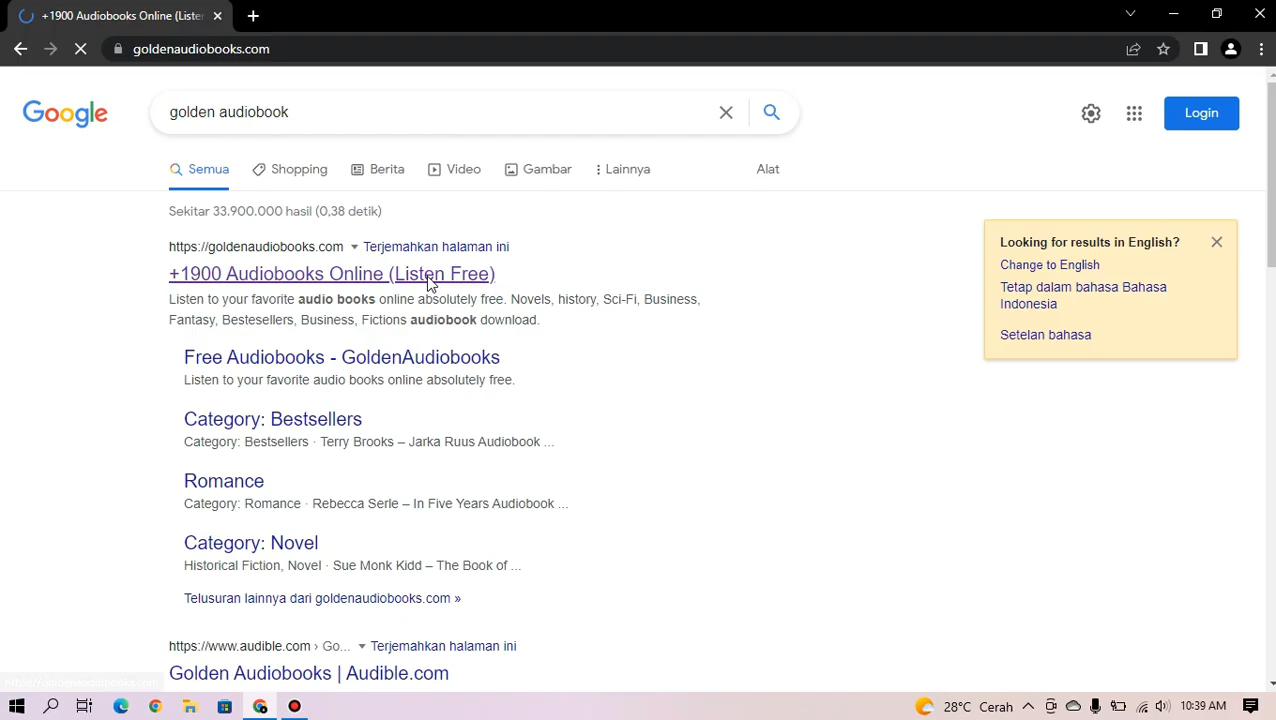 +1900 Audiobooks Online (Listen
goldenaudiobooks.com
Google
golden audiobook
Login
Semua
Shopping
Berita
Video
Gambar
Lainnya
Alat
Sekitar 33.900.000 hasil (0,38 detik)
https://goldenaudiobooks.com
Terjemahkan halaman ini
+1900 Audiobooks Online (Listen Free)
Listen to your favorite audio books online absolutely free. Novels, history, Sci-Fi, Business,
Fantasy, Bestesellers, Business, Fictions audiobook download.
Free Audiobooks - GoldenAudiobooks
Listen to your favorite audio books online absolutely free.
Category: Bestsellers
Category: Bestsellers · Terry Brooks – Jarka Ruus Audiobook ...
Romance
Category: Romance · Rebecca Serle – In Five Years Audiobook ...
Category: Novel
Historical Fiction, Novel · Sue Monk Kidd – The Book of ...
Telusuran lainnya dari goldenaudiobooks.com »
https://www.audible.com › Go...
Terjemahkan halaman ini
Golden Audiobooks | Audible.com
Looking for results in English?
Change to English
Tetap dalam bahasa Bahasa
Indonesia
Setelan bahasa
https://goldenaudiobooks.com
28°C Cerah
10:39 AM